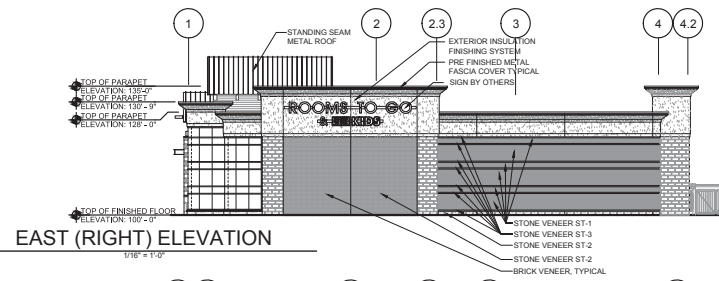 1
2
2.3
3
4
4.2
STANDING SEAM
METAL ROOF
EXTERIOR INSULATION
FINISHING SYSTEM
PRE FINISHED METAL
FASCIA COVER TYPICAL
SIGN BY OTHERS
TOP OF PARAPET
ELEVATION: 135'-0"
TOP OF PARAPET
ELEVATION: 130' - 9"
TOP OF PARAPET
ELEVATION: 128' - 0"
ROOMS TO GO
& KIDS
TOP OF FINISHED FLOOR
ELEVATION: 100' - 0"
STONE VENEER ST-1
STONE VENEER ST-3
STONE VENEER ST-2
STONE VENEER ST-2
BRICK VENEER, TYPICAL
EAST (RIGHT) ELEVATION
1/16" = 1'-0"